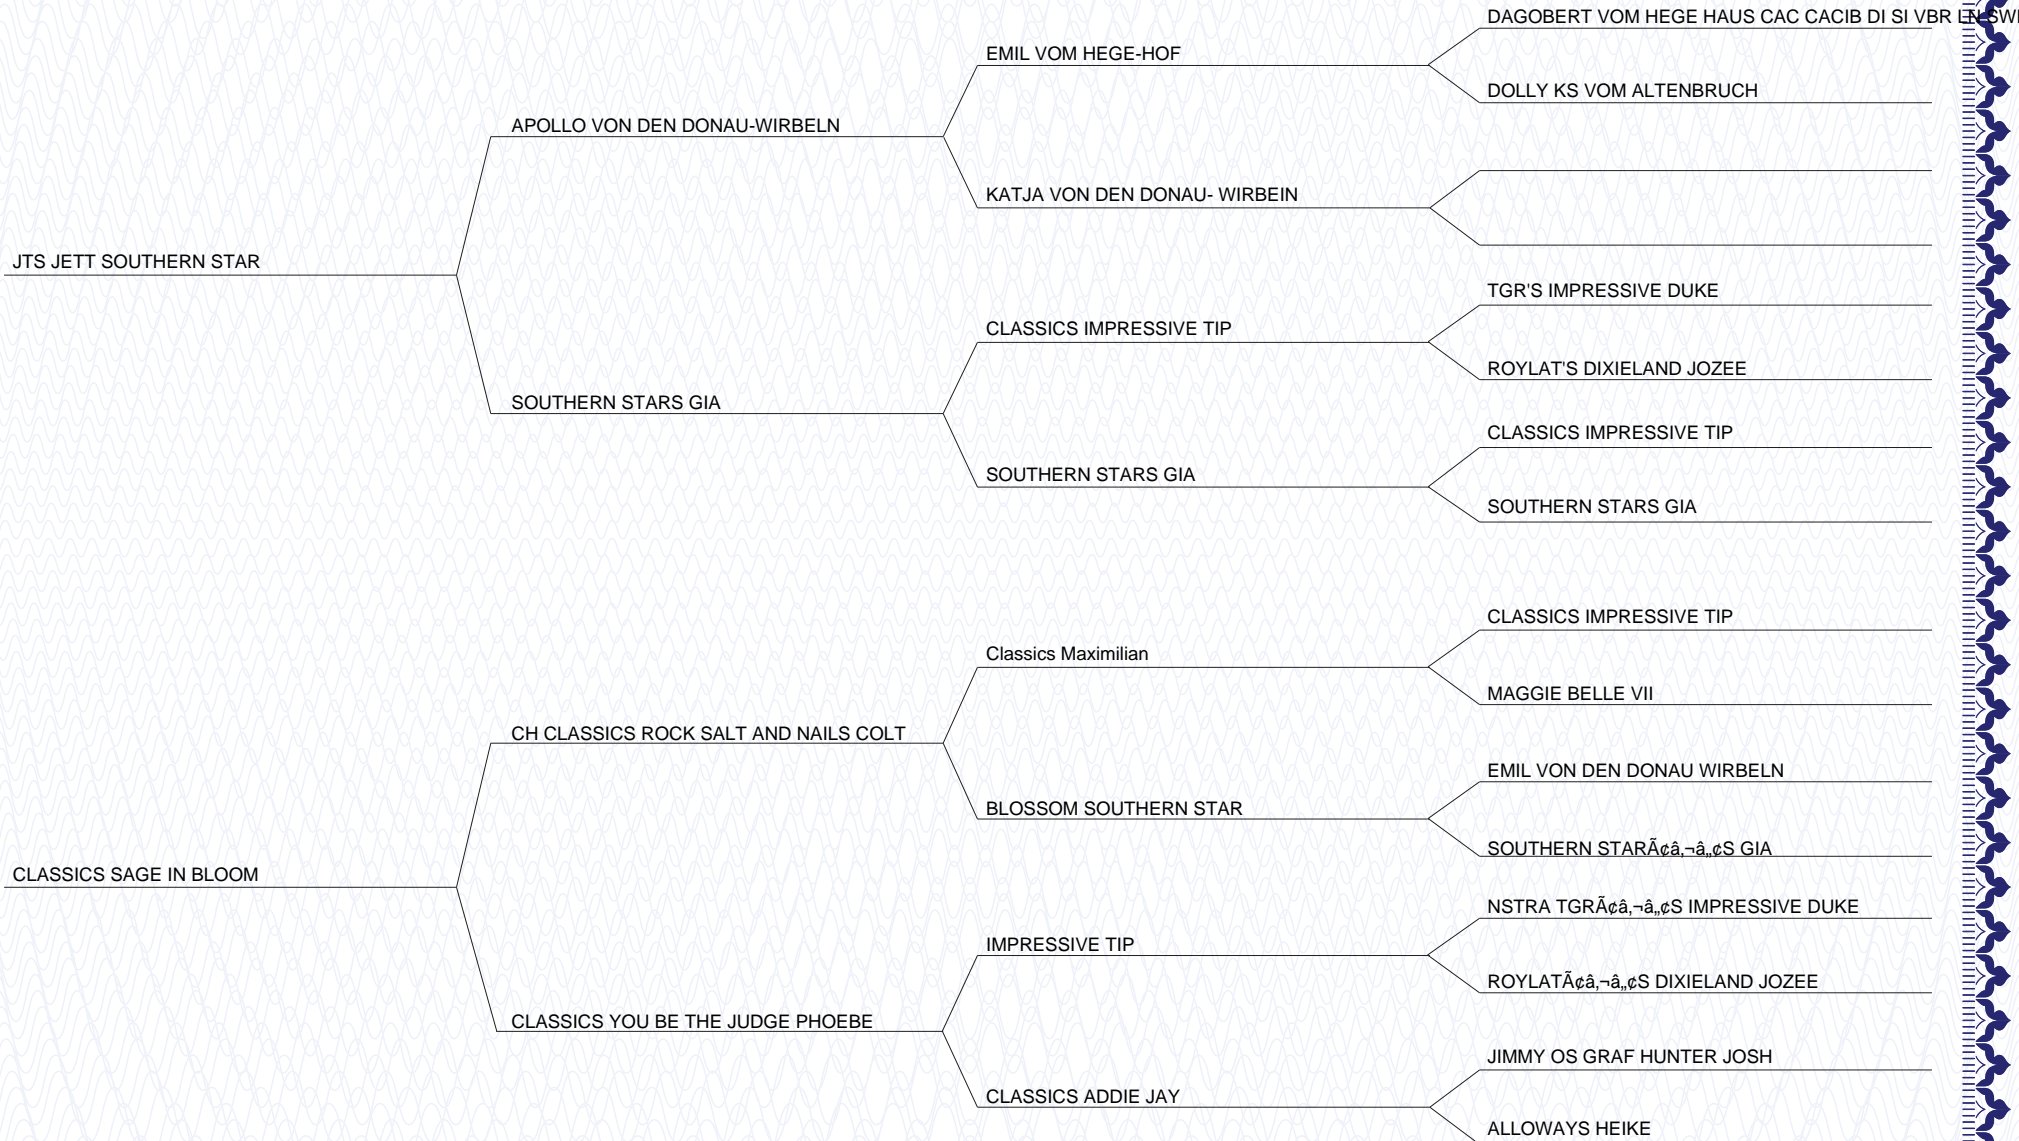 DAGOBERT VOM HEGE HAUS CAC CACIB DI SI VBR LN
EMIL VOM HEGE-HOF
DOLLY KS VOM ALTENBRUCH
APOLLO VON DEN DONAU-WIRBELN
KATJA VON DEN DONAU- WIRBEIN
JTS JETT SOUTHERN STAR
TGR'S IMPRESSIVE DUKE
CLASSICS IMPRESSIVE TIP
ROYLAT'S DIXIELAND JOZEE
SOUTHERN STARS GIA
CLASSICS IMPRESSIVE TIP
SOUTHERN STARS GIA
SOUTHERN STARS GIA
CLASSICS IMPRESSIVE TIP
Classics Maximilian
MAGGIE BELLE VII
CH CLASSICS ROCK SALT AND NAILS COLT
EMIL VON DEN DONAU WIRBELN
BLOSSOM SOUTHERN STAR
SOUTHERN STARÃ¢â‚¬â„¢S GIA
CLASSICS SAGE IN BLOOM
NSTRA TGRÃ¢â‚¬â„¢S IMPRESSIVE DUKE
IMPRESSIVE TIP
ROYLATÃ¢â‚¬â„¢S DIXIELAND JOZEE
CLASSICS YOU BE THE JUDGE PHOEBE
JIMMY OS GRAF HUNTER JOSH
CLASSICS ADDIE JAY
ALLOWAYS HEIKE